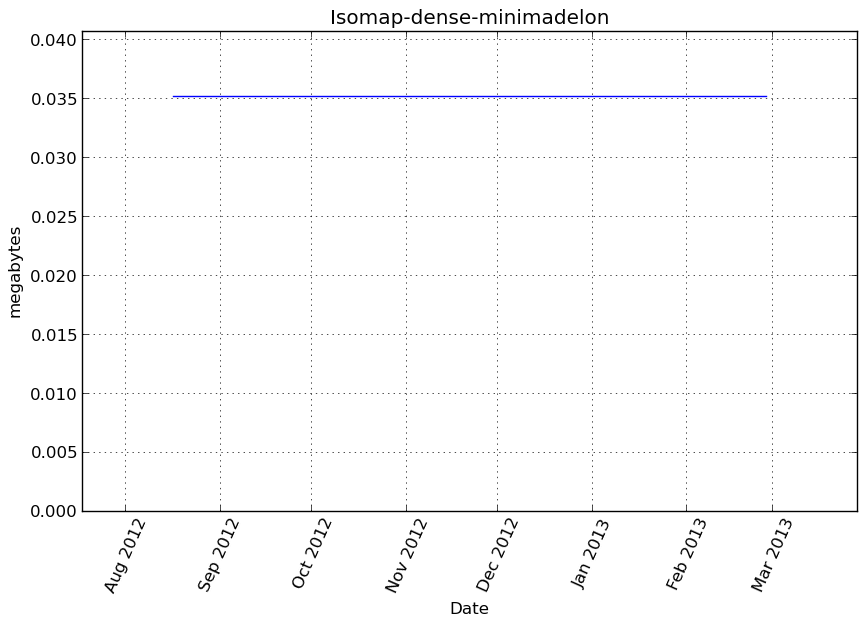 Isomap-dense-minimadelon
0.040
0.035
0.030
0.025
0.020
0.015
0.010
0.005
0.000
megabytes
Aug 2012
Sep 2012
Oct 2012
Nov 2012
Dec 2012
Jan 2013
Feb 2013
Mar 2013
Date